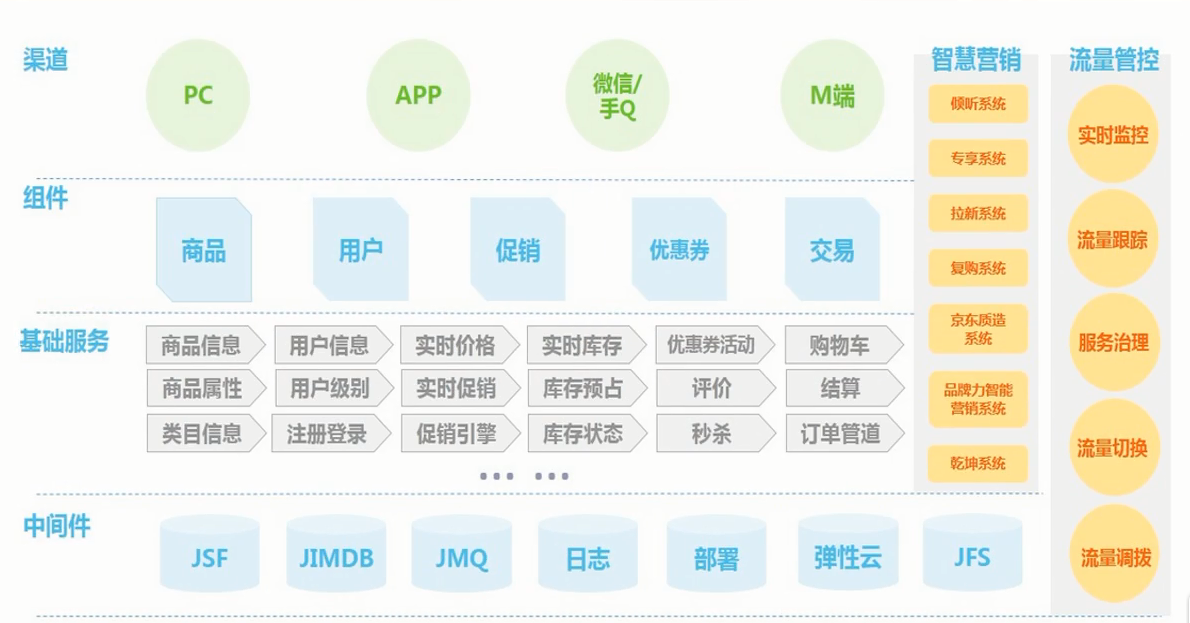 渠道
PC
APP
微信/
手Q
M端
组件
商品
用户
促销
优惠券
交易
基础服务
商品信息
用户信息
实时价格
实时库存
优惠券活动
购物车
商品属性
用户级别
实时促销
库存预占
评价
结算
类目信息
注册登录
促销引擎
库存状态
秒杀
订单管道
... ...
中间件
JSF
JIMDB
JMQ
日志
部署
弹性云
JFS
智慧营销
倾听系统
专享系统
拉新系统
复购系统
京东质造
系统
品牌力智能
营销系统
乾坤系统
流量管控
实时监控
流量跟踪
服务治理
流量切换
流量调拨